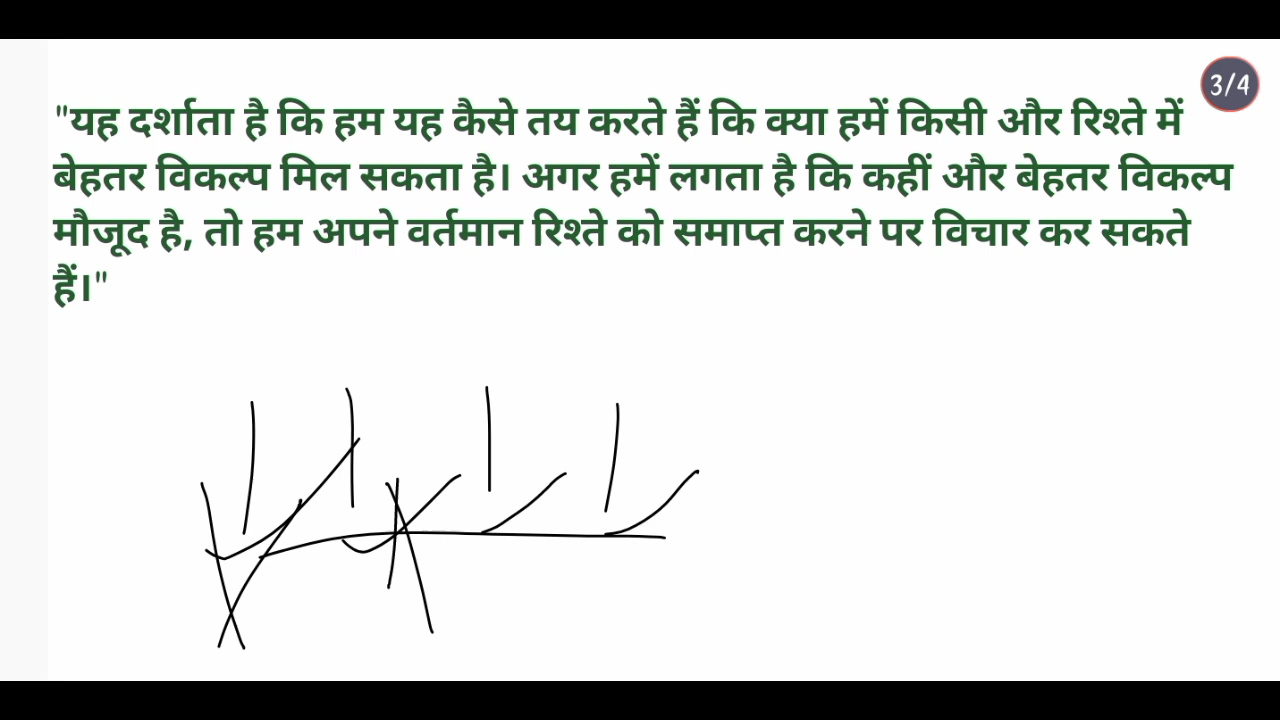 3/4
"यह दर्शाता है कि हम यह कैसे तय करते हैं कि क्या हमें किसी और रिश्ते में
बेहतर विकल्प मिल सकता है। अगर हमें लगता है कि कहीं और बेहतर विकल्प
मौजूद है, तो हम अपने वर्तमान रिश्ते को समाप्त करने पर विचार कर सकते
हैं।"